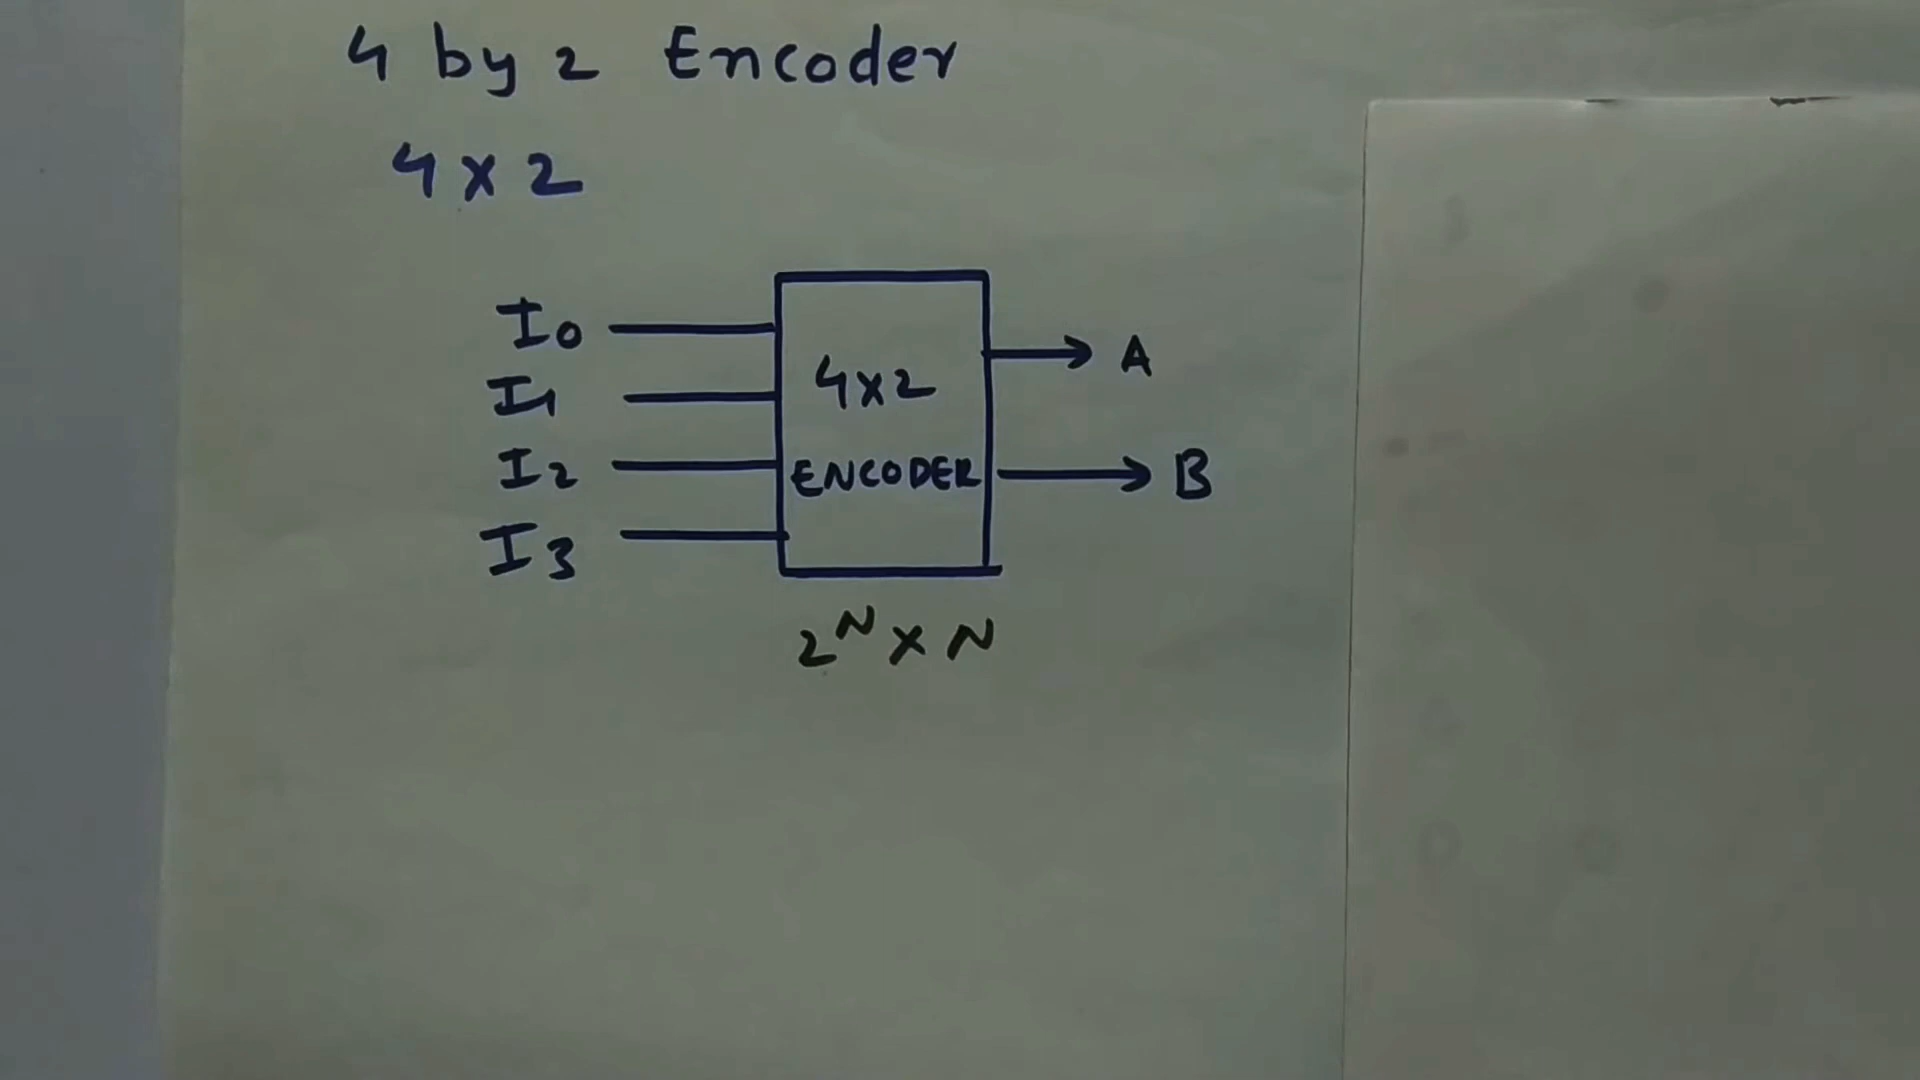 4 by 2 Encoder
4 x 2
I0
I1
I2
I3
4x2
ENCODER
A
B
2^N x N